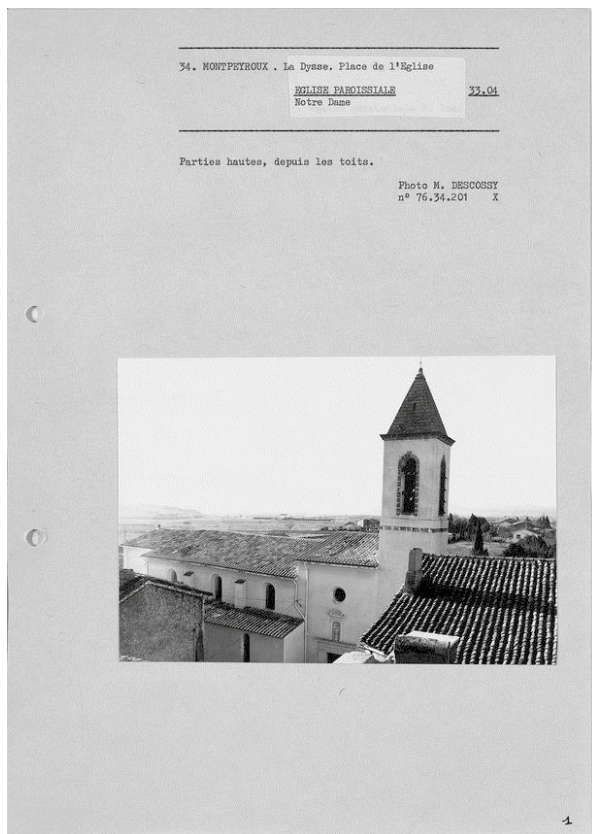 34. MONTPEYROUX . La Dysse. Place de l'Eglise
EGLISE PAROISSIALE 33.04
Notre Dame
Parties hautes, depuis les toits.
Photo M. DESCOSSY
n° 76.34.201 X
1